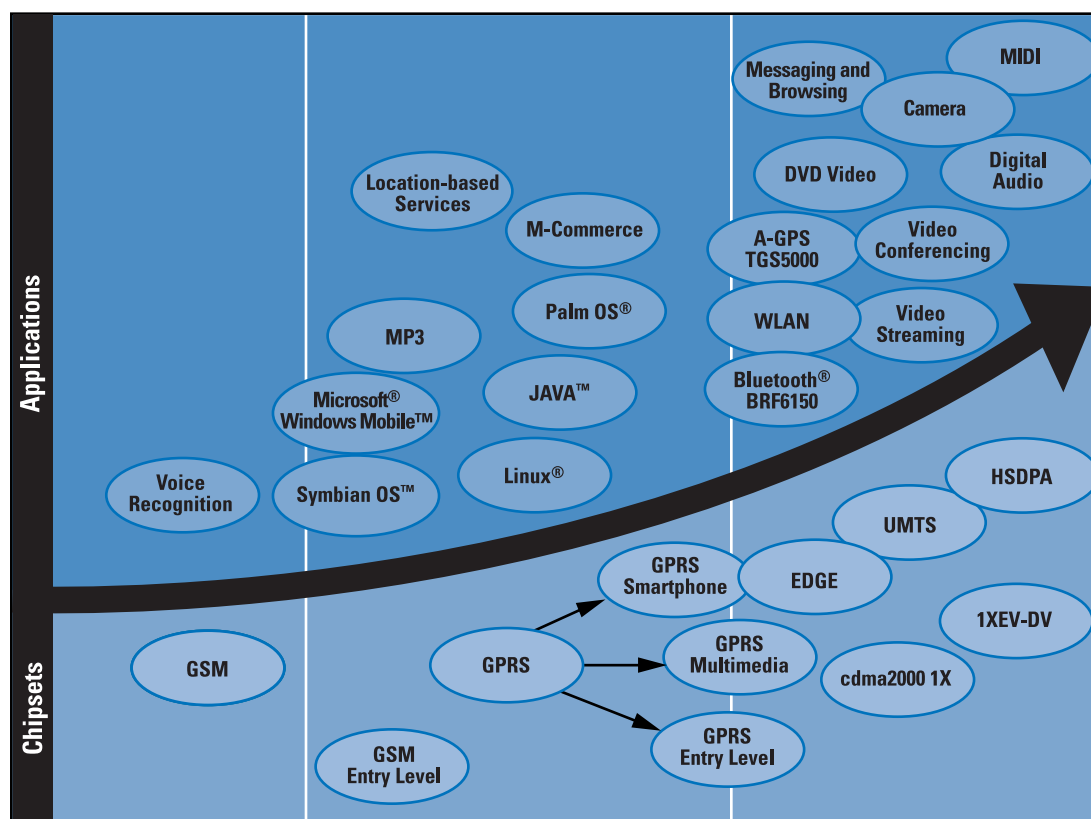 Applications
Chipsets
MIDI
Messaging and
Browsing
Camera
DVD Video
Digital
Audio
Location-based
Services
M-Commerce
A-GPS
TGS5000
Video
Conferencing
Palm OS®
MP3
WLAN
Video
Streaming
Microsoft®
Windows Mobile™
JAVA™
Bluetooth®
BRF6150
Voice
Recognition
Symbian OS™
Linux®
HSDPA
UMTS
GPRS
Smartphone
EDGE
1XEV-DV
GSM
GPRS
GPRS
Multimedia
cdma2000 1X
GSM
Entry Level
GPRS
Entry Level